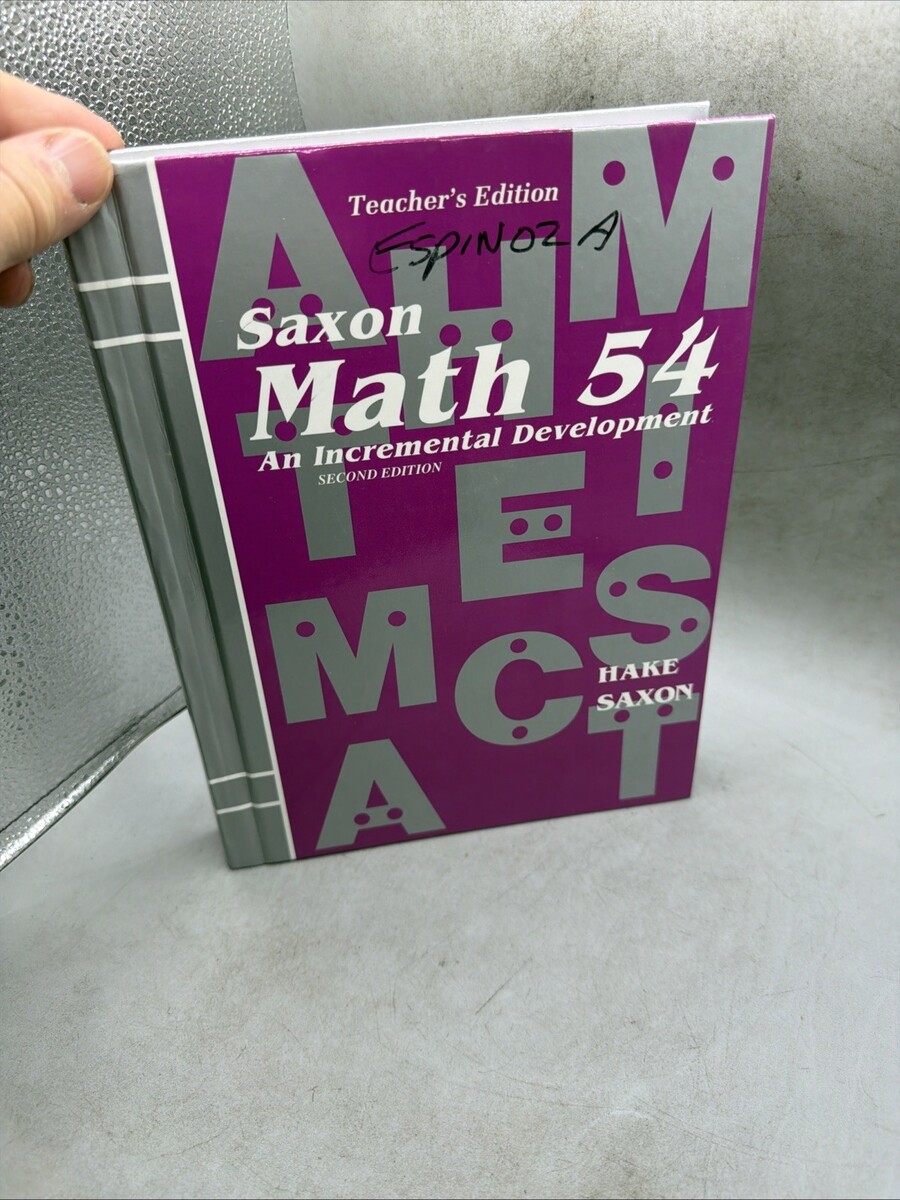 Teacher's Edition
ESPINOZA
Saxon
Math 54
An Incremental Development
SECOND EDITION
HAKE
SAXON
A H M
T E I
M C S
A T